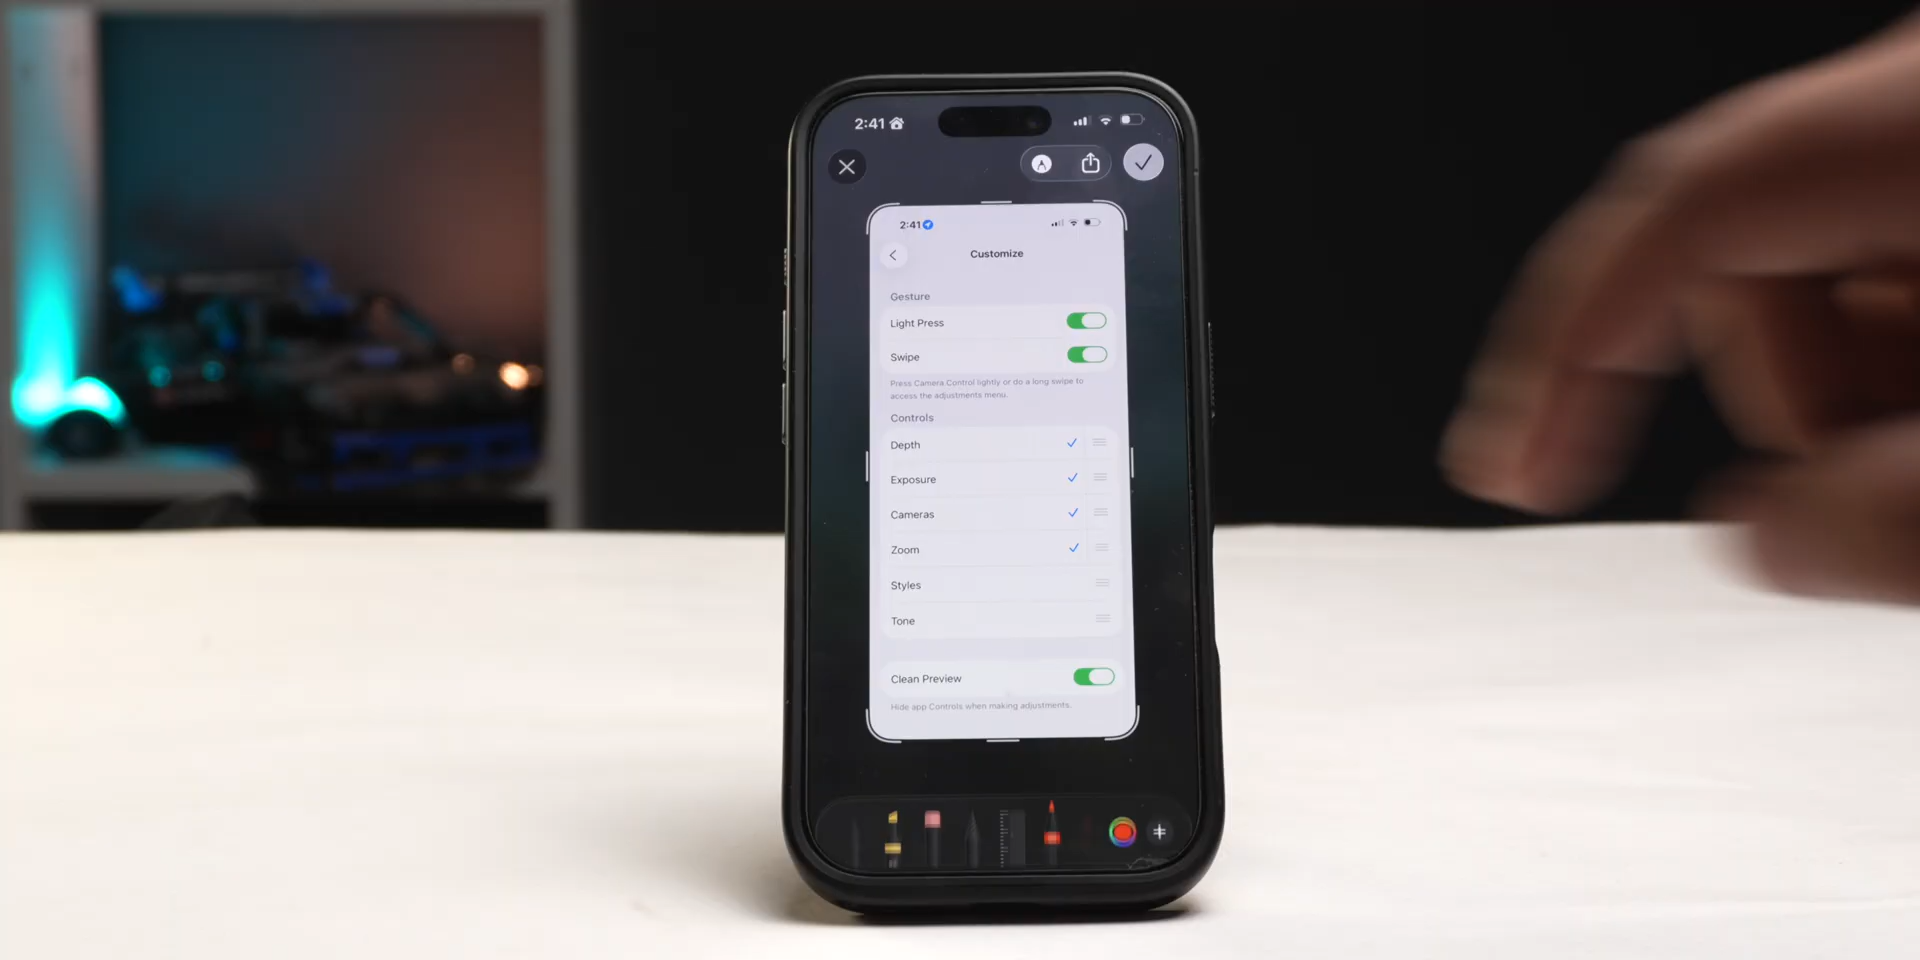 2:41
2:41
Customize
Gesture
Light Press
Swipe
Press Camera Control lightly or do a long swipe to
access the adjustments menu.
Controls
Depth
Exposure
Cameras
Zoom
Styles
Tone
Clean Preview
Hide app Controls when making adjustments.